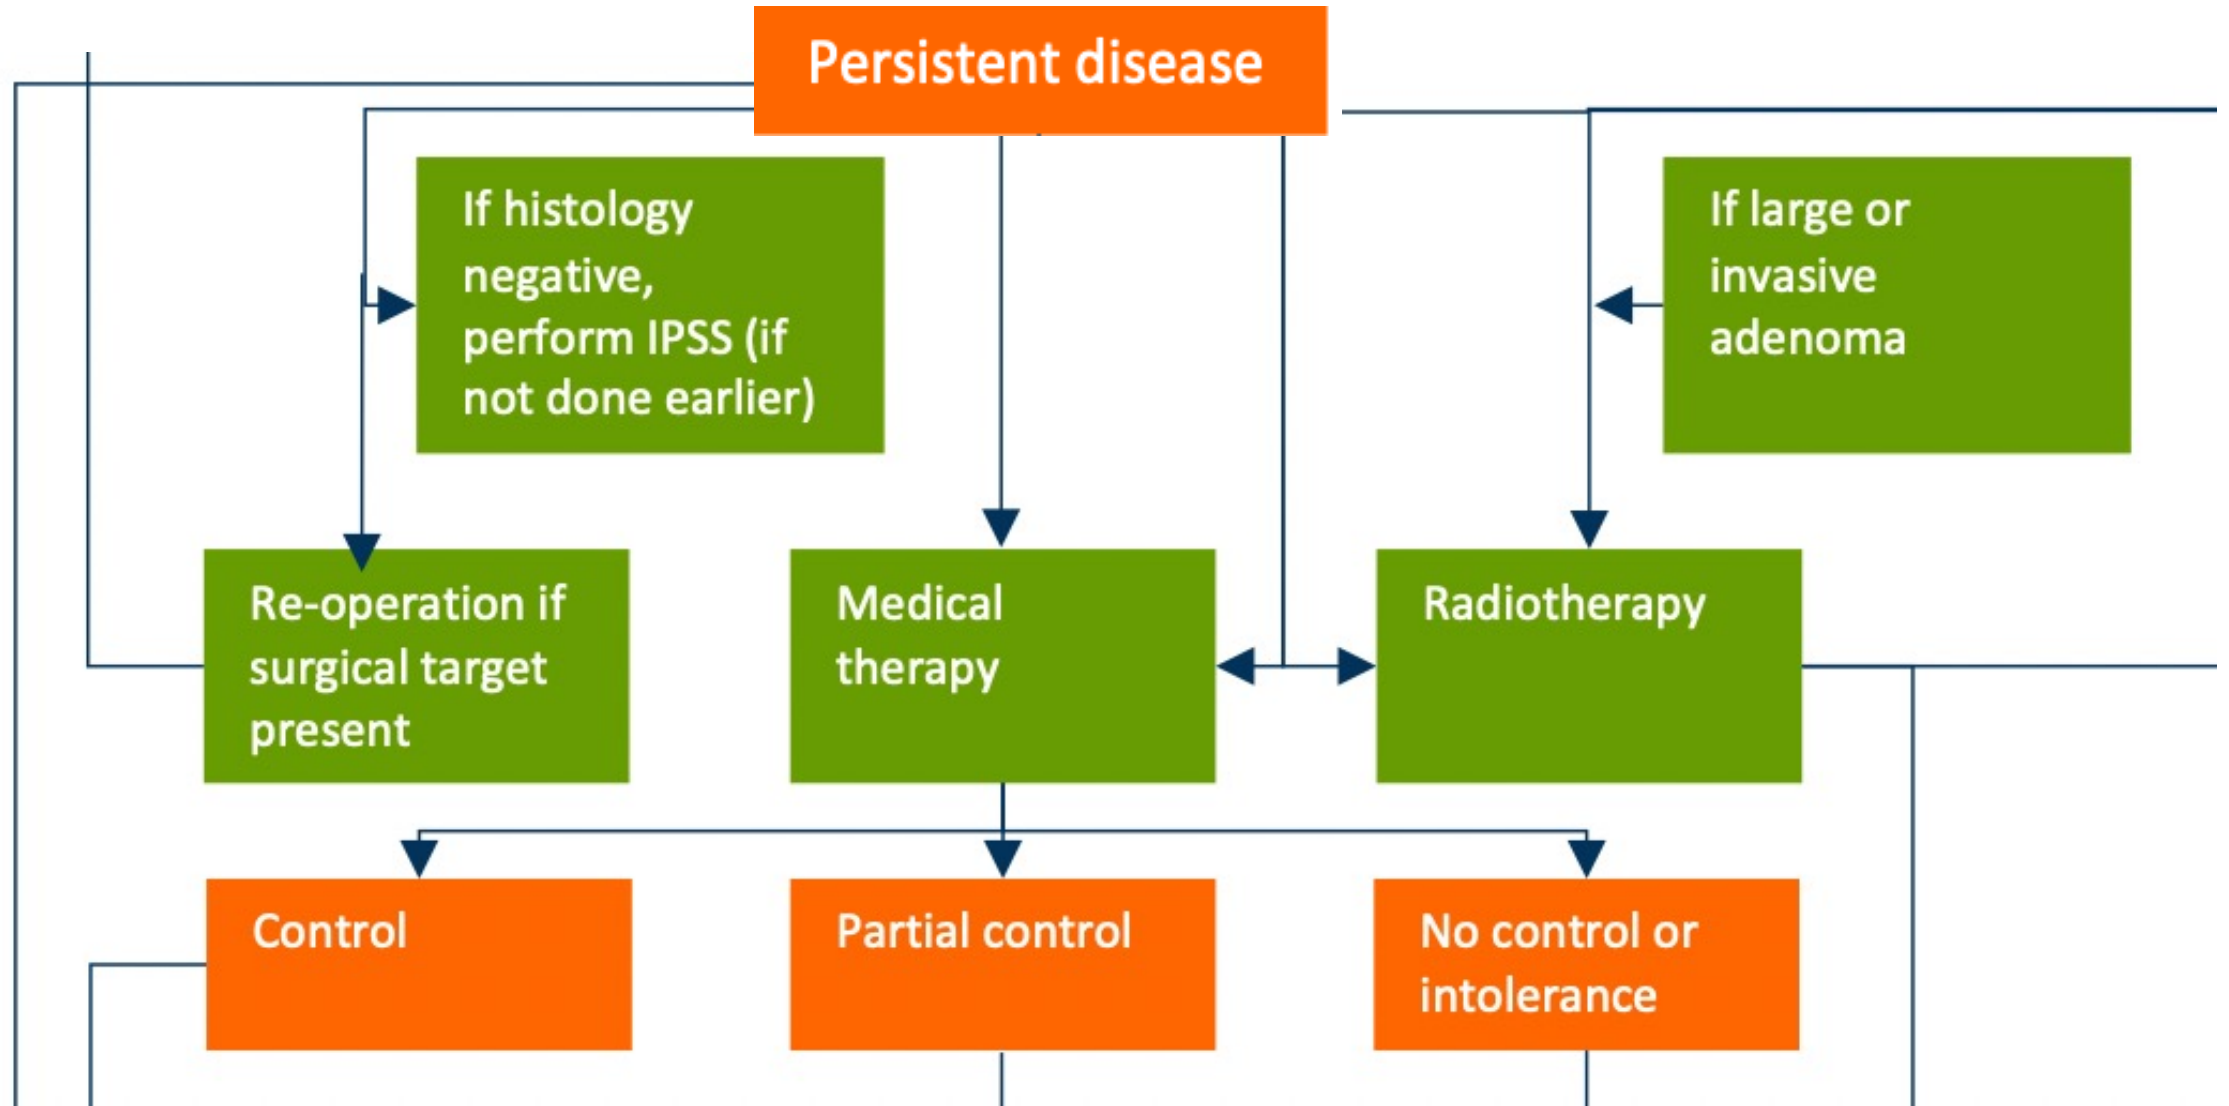 Persistent disease
If histology
negative,
perform IPSS (if
not done earlier)
If large or
invasive
adenoma
Re-operation if
surgical target
present
Medical
therapy
Radiotherapy
Control
Partial control
No control or
intolerance